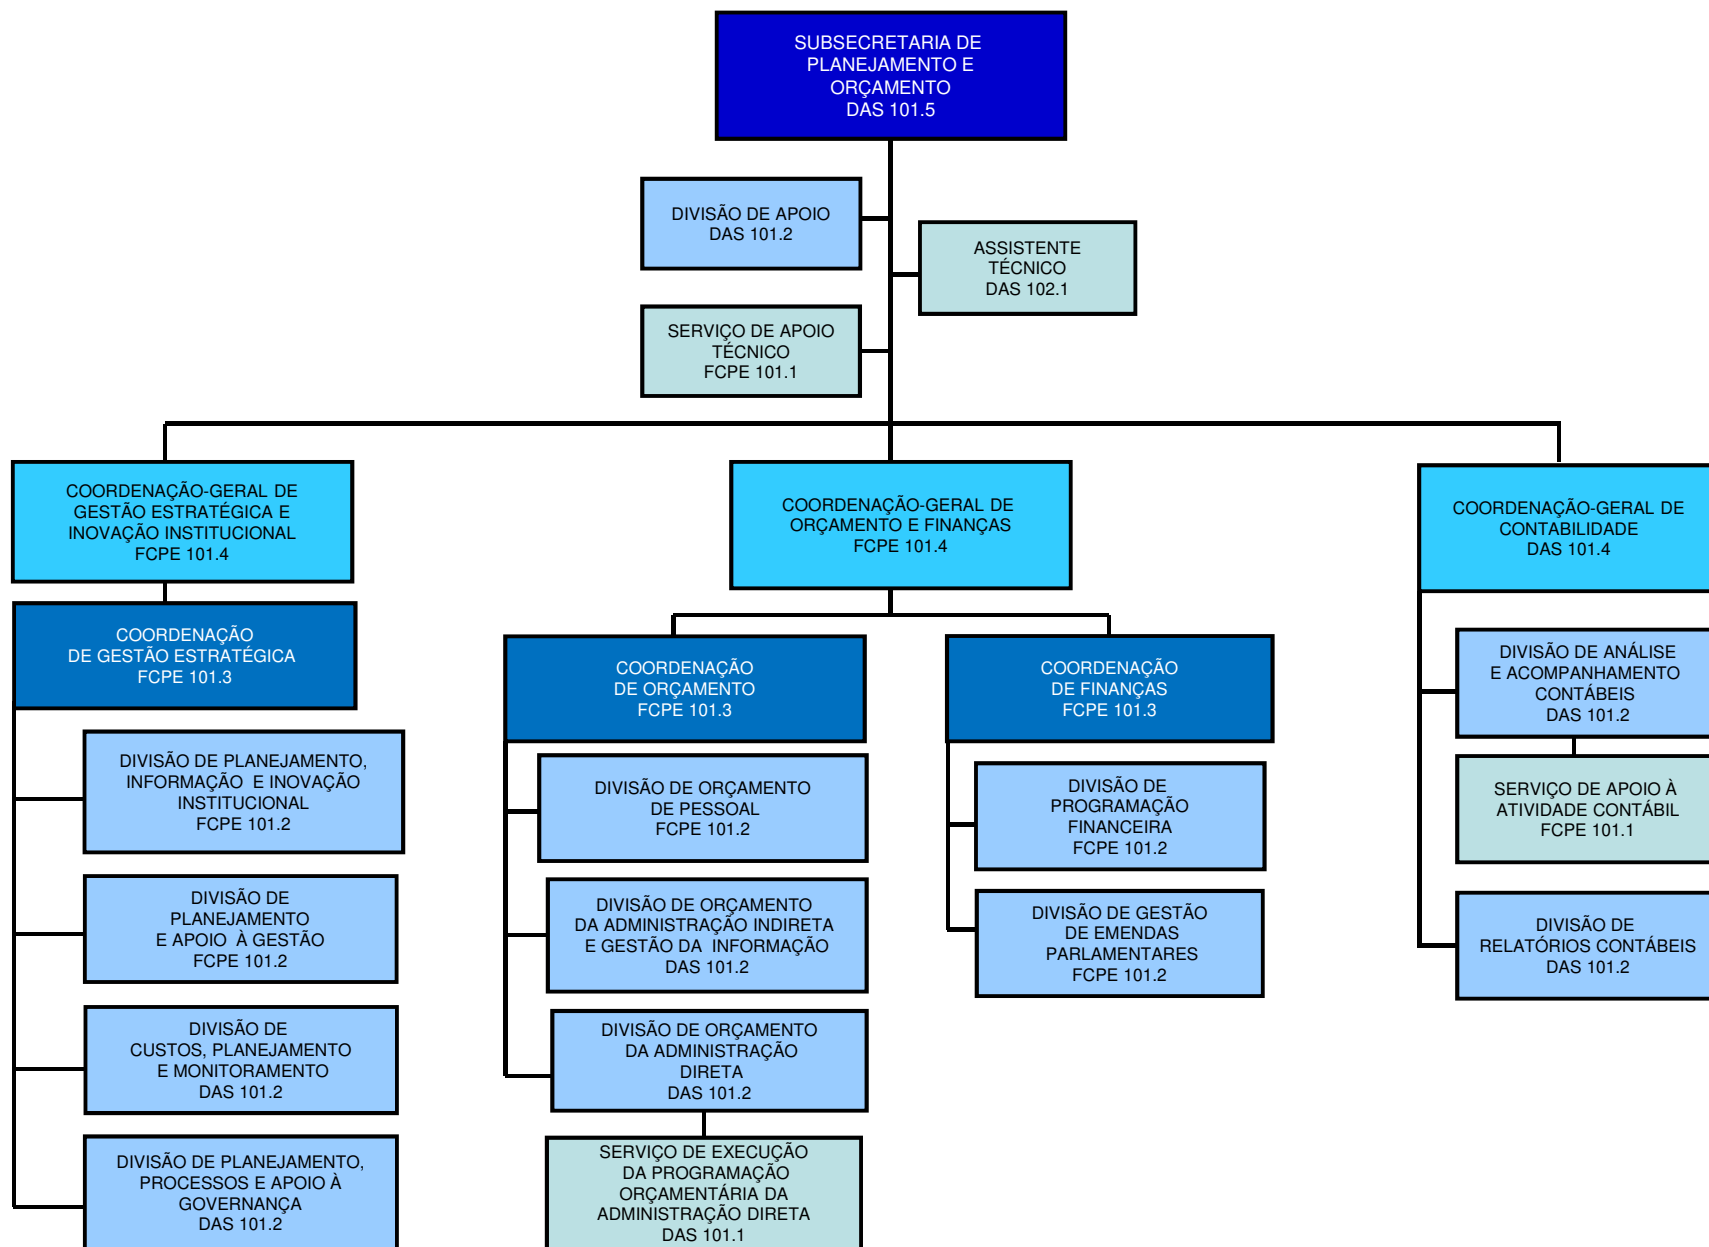 SUBSECRETARIA DE
PLANEJAMENTO E
ORÇAMENTO
DAS 101.5
DIVISÃO DE APOIO
DAS 101.2
ASSISTENTE
TÉCNICO
DAS 102.1
SERVIÇO DE APOIO
TÉCNICO
FCPE 101.1
COORDENAÇÃO-GERAL DE
GESTÃO ESTRATÉGICA E
INOVAÇÃO INSTITUCIONAL
FCPE 101.4
COORDENAÇÃO
DE GESTÃO ESTRATÉGICA
FCPE 101.3
DIVISÃO DE PLANEJAMENTO,
INFORMAÇÃO E INOVAÇÃO
INSTITUCIONAL
FCPE 101.2
DIVISÃO DE
PLANEJAMENTO
E APOIO À GESTÃO
FCPE 101.2
DIVISÃO DE
CUSTOS, PLANEJAMENTO
E MONITORAMENTO
DAS 101.2
DIVISÃO DE PLANEJAMENTO,
PROCESSOS E APOIO À
GOVERNANÇA
DAS 101.2
COORDENAÇÃO-GERAL DE
ORÇAMENTO E FINANÇAS
FCPE 101.4
COORDENAÇÃO
DE ORÇAMENTO
FCPE 101.3
DIVISÃO DE ORÇAMENTO
DE PESSOAL
FCPE 101.2
DIVISÃO DE ORÇAMENTO
DA ADMINISTRAÇÃO INDIRETA
E GESTÃO DA INFORMAÇÃO
DAS 101.2
DIVISÃO DE ORÇAMENTO
DA ADMINISTRAÇÃO
DIRETA
DAS 101.2
SERVIÇO DE EXECUÇÃO
DA PROGRAMAÇÃO
ORÇAMENTÁRIA DA
ADMINISTRAÇÃO DIRETA
DAS 101.1
COORDENAÇÃO
DE FINANÇAS
FCPE 101.3
DIVISÃO DE
PROGRAMAÇÃO
FINANCEIRA
FCPE 101.2
DIVISÃO DE GESTÃO
DE EMENDAS
PARLAMENTARES
FCPE 101.2
COORDENAÇÃO-GERAL DE
CONTABILIDADE
DAS 101.4
DIVISÃO DE ANÁLISE
E ACOMPANHAMENTO
CONTÁBEIS
DAS 101.2
SERVIÇO DE APOIO À
ATIVIDADE CONTÁBIL
FCPE 101.1
DIVISÃO DE
RELATÓRIOS CONTÁBEIS
DAS 101.2